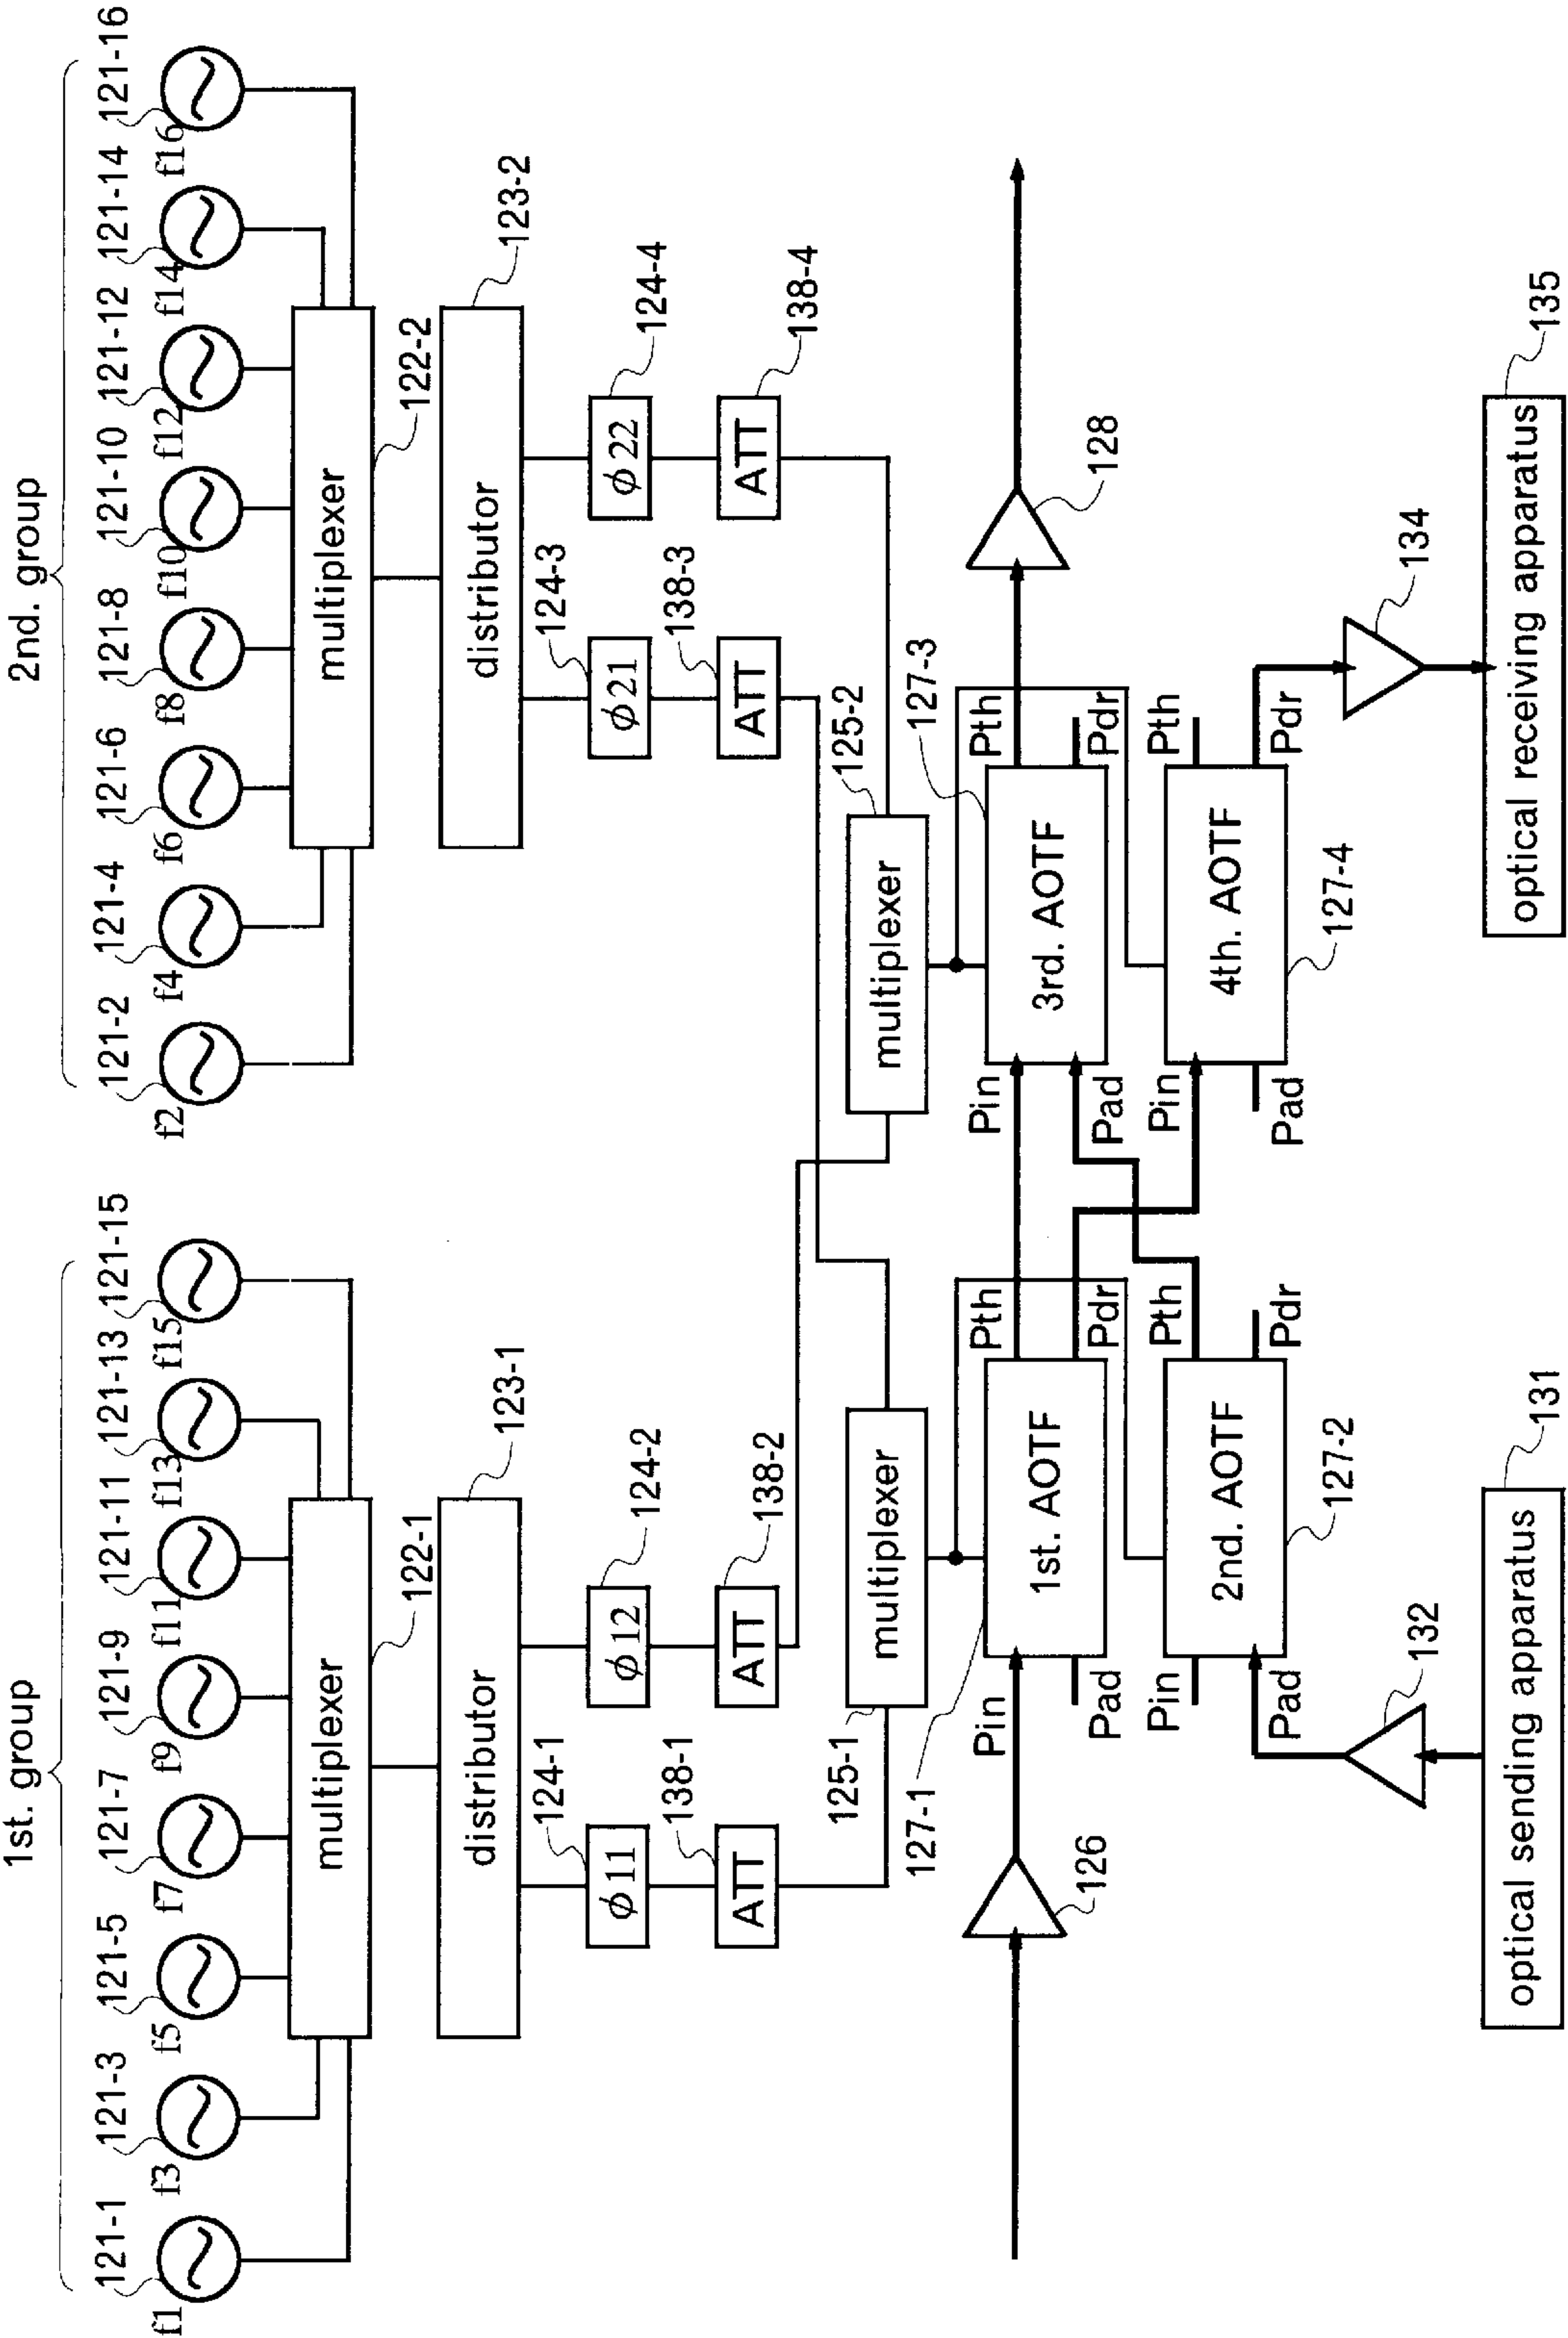 1st. group
2nd. group
121-1
121-3
121-5
121-7
121-9
121-11
121-13
121-15
121-2
121-4
121-6
121-8
121-10
121-12
121-14
121-16
f1
f3
f5
f7
f9
f11
f13
f15
f2
f4
f6
f8
f10
f12
f14
f16
multiplexer
122-1
multiplexer
122-2
distributor
123-1
distributor
123-2
124-1
φ11
φ12
124-2
124-3
φ21
φ22
124-4
138-1
ATT
ATT
138-2
138-3
ATT
ATT
138-4
125-1
multiplexer
125-2
multiplexer
127-1
127-3
126
Pin
1st. AOTF
Pth
Pin
3rd. AOTF
Pth
128
Pad
Pdr
Pad
Pdr
Pin
2nd. AOTF
Pth
Pin
4th. AOTF
Pth
Pad
Pdr
Pad
Pdr
127-2
127-4
132
134
optical sending apparatus
131
optical receiving apparatus
135